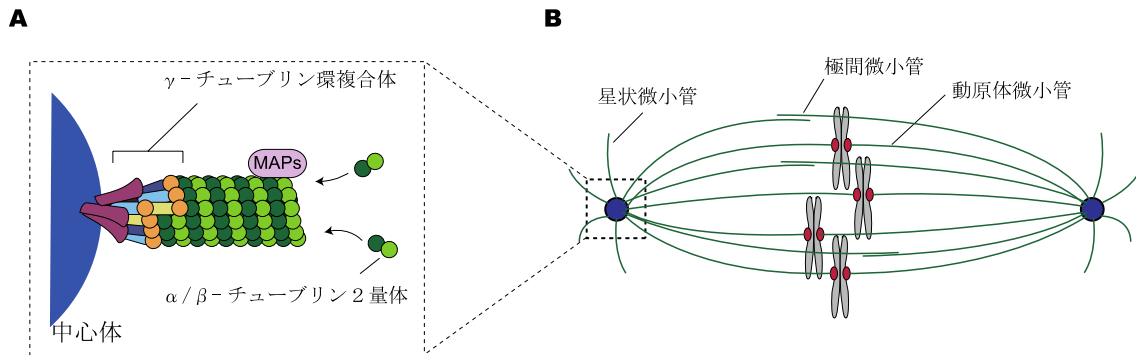 A
γ－チューブリン環複合体
MAPs
α/β－チューブリン２量体
中心体
B
星状微小管
極間微小管
動原体微小管